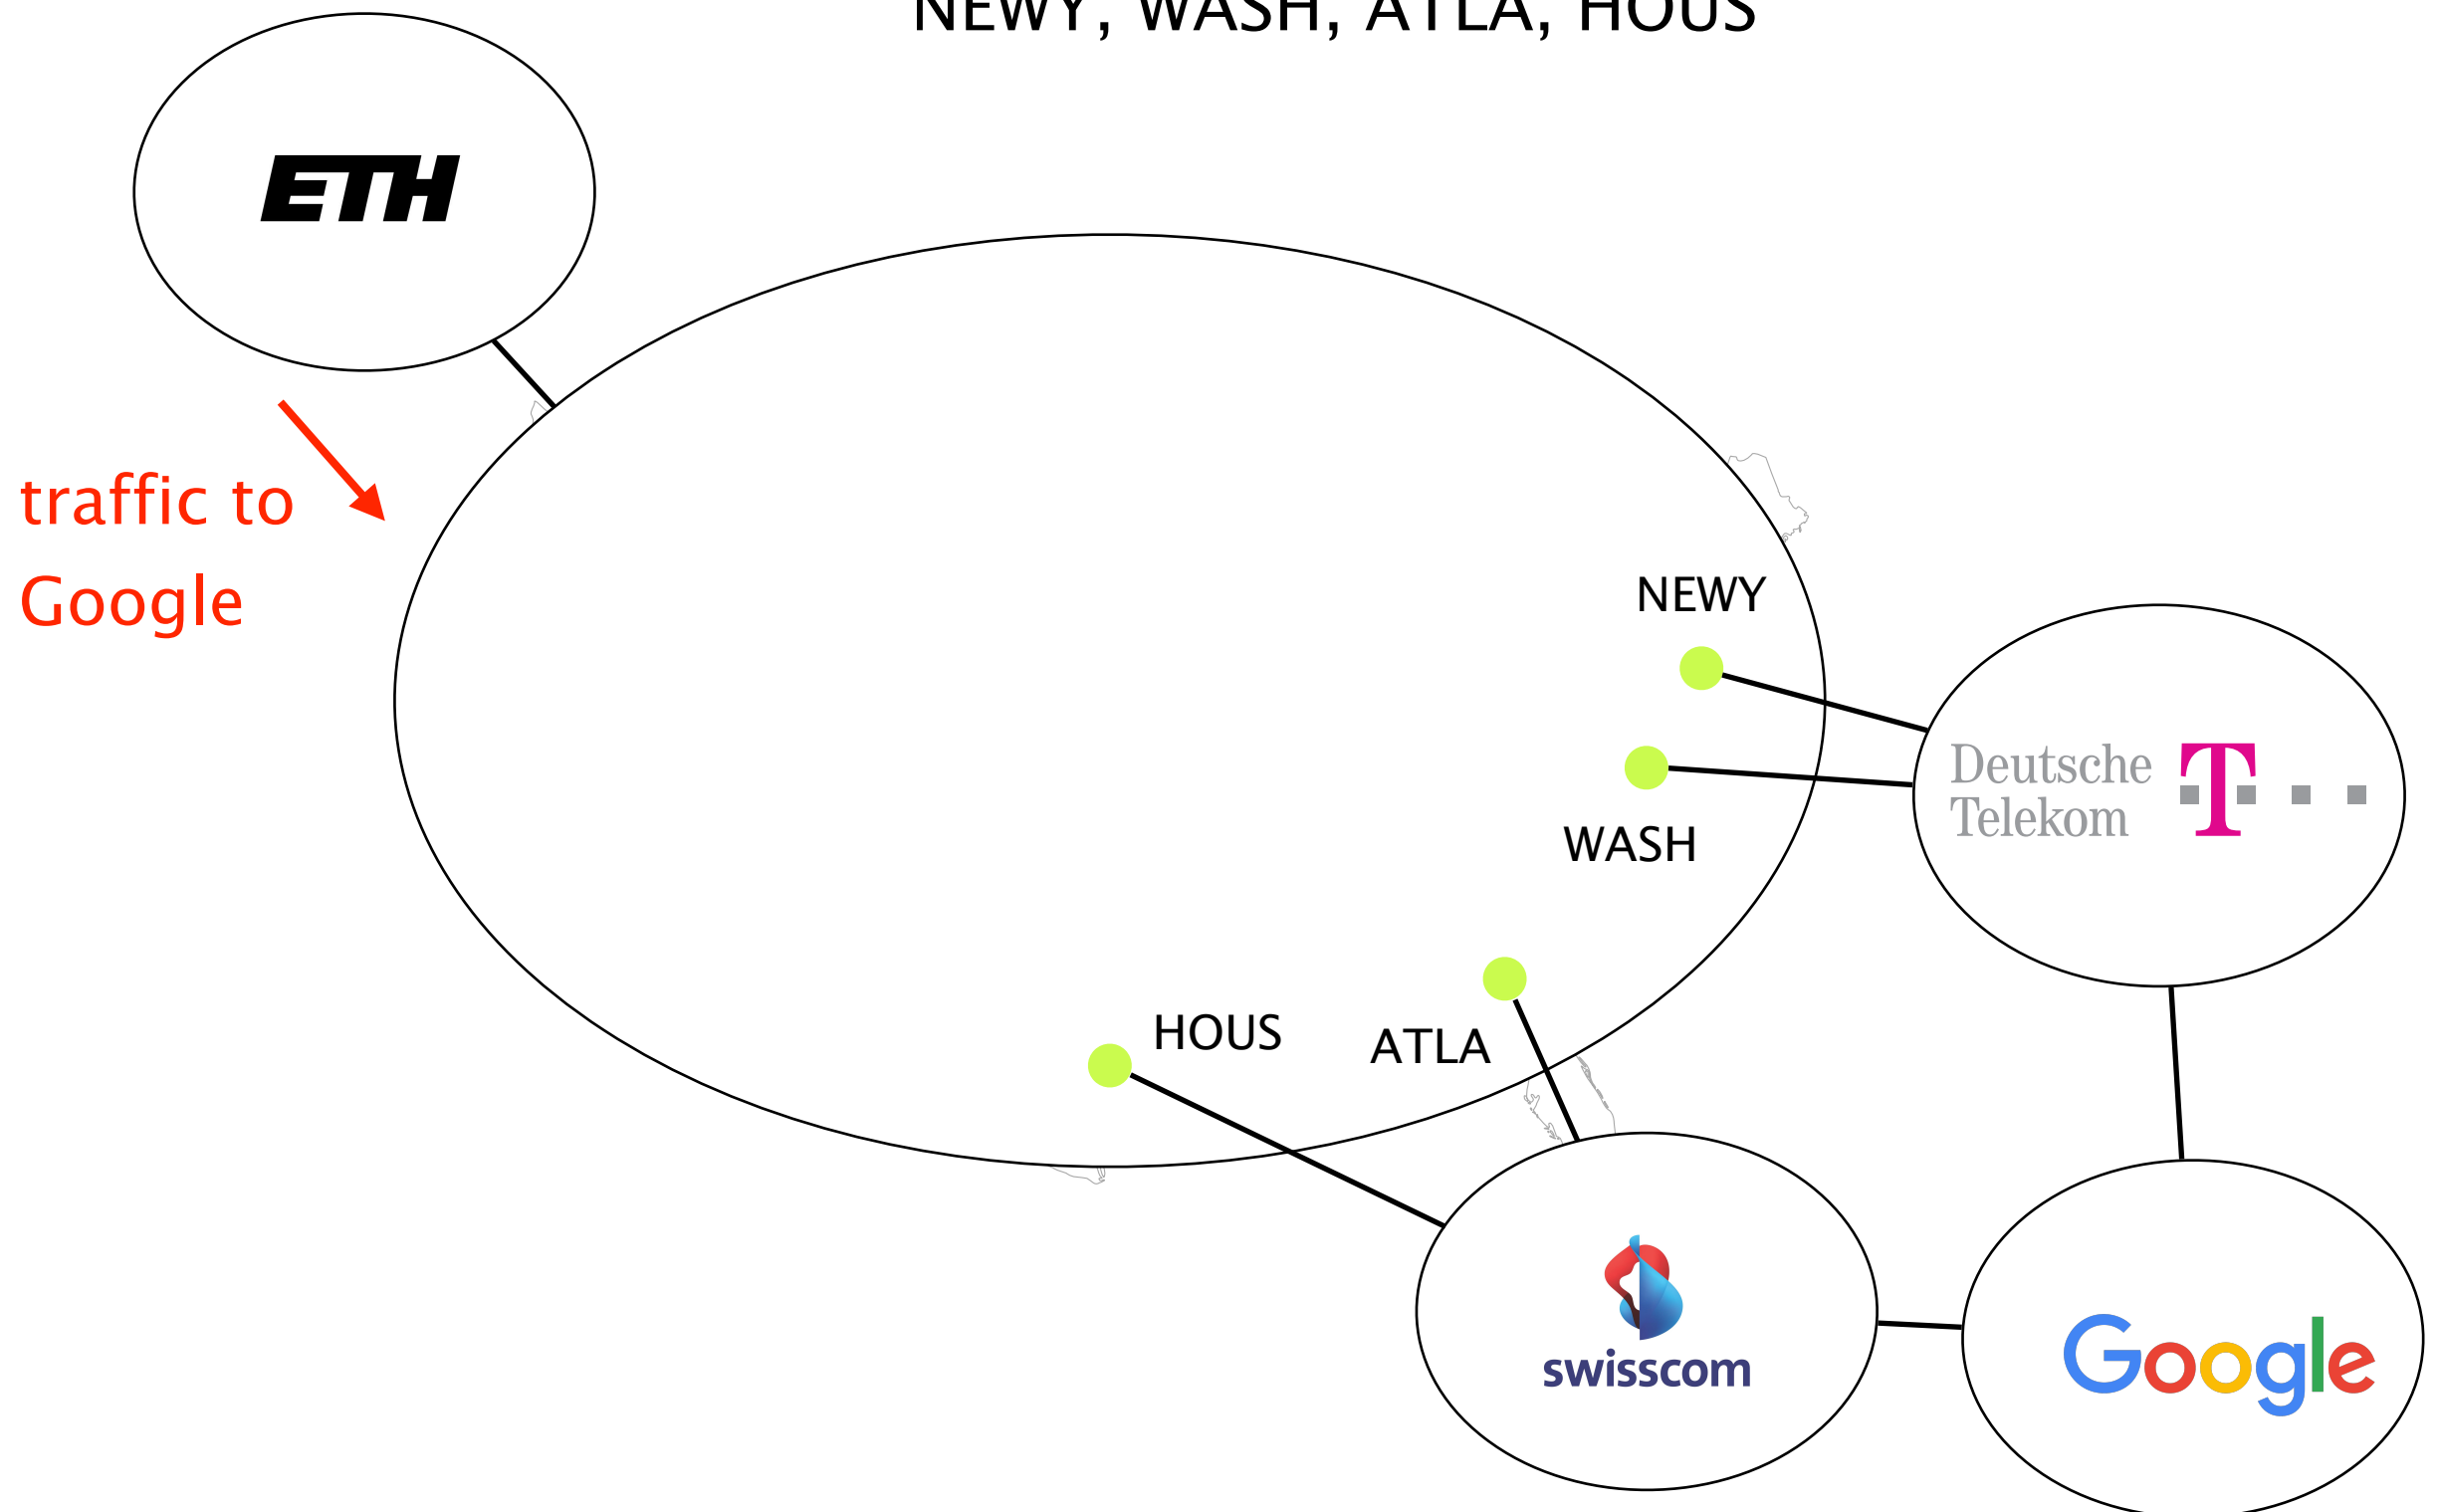 NEWY, WASH, ATLA, HOUS
ETH
traffic to
Google
NEWY
WASH
Deutsche
Telekom T
HOUS
ATLA
swisscom
Google